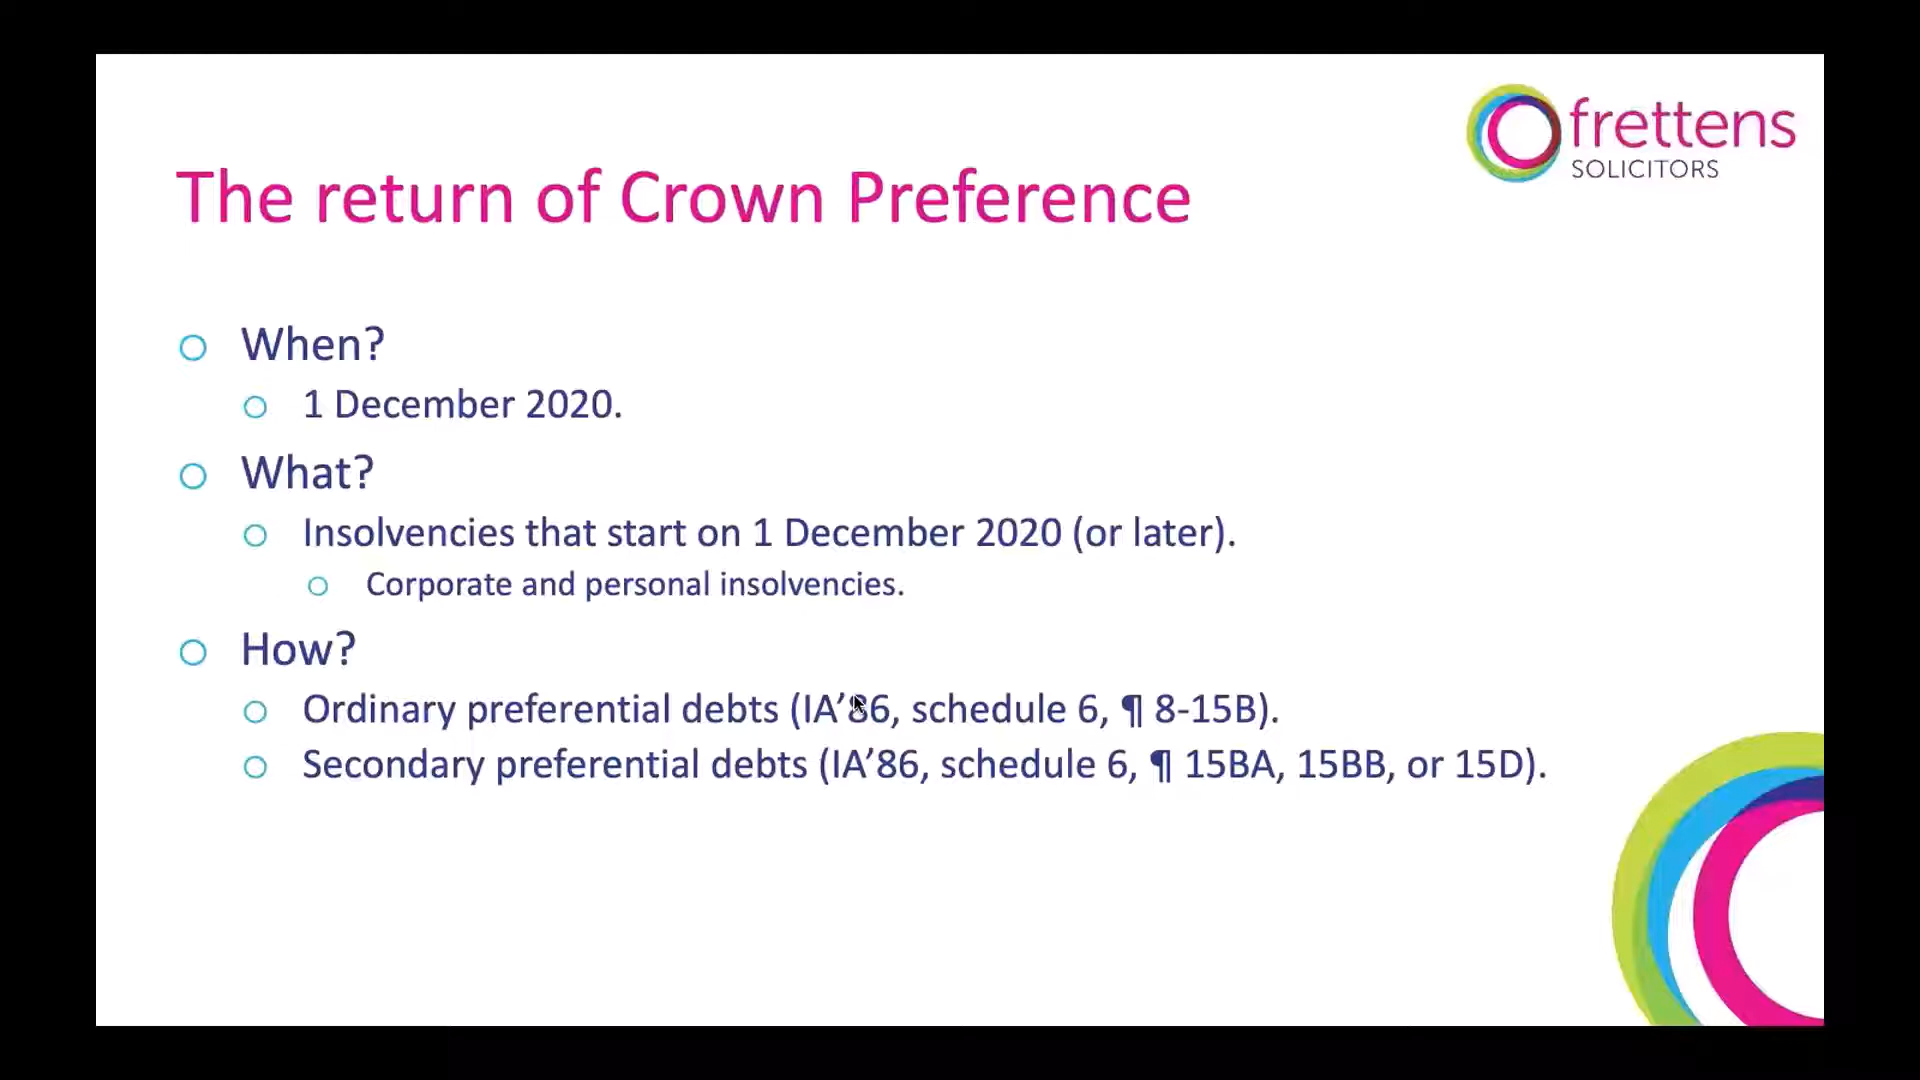 frettens
SOLICITORS
The return of Crown Preference
When?
1 December 2020.
What?
Insolvencies that start on 1 December 2020 (or later).
Corporate and personal insolvencies.
How?
Ordinary preferential debts (IA’86, schedule 6, ¶ 8-15B).
Secondary preferential debts (IA’86, schedule 6, ¶ 15BA, 15BB, or 15D).